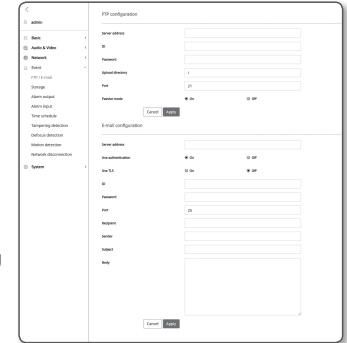 admin
Basic
Audio & Video
Network
Event
FTP / E-mail
Storage
Alarm output
Alarm input
Time schedule
Tampering detection
Defocus detection
Motion detection
Network disconnection
System
FTP configuration
Server address
ID
Password
Upload directory
Port 21
Passive mode On Off
Cancel Apply
E-mail configuration
Server address
Use authentication On Off
Use TLS On Off
ID
Password
Port 25
Recipient
Sender
Subject
Body
Cancel Apply